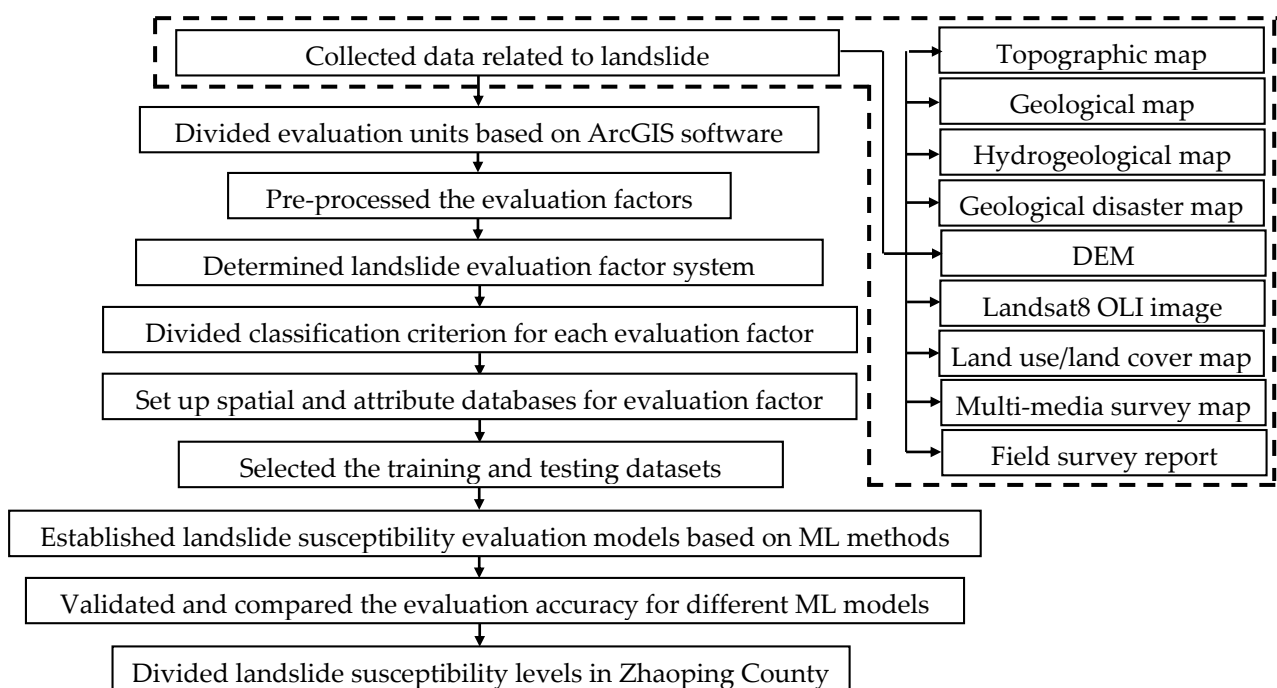 Collected data related to landslide
Divided evaluation units based on ArcGIS software
Pre-processed the evaluation factors
Determined landslide evaluation factor system
Divided classification criterion for each evaluation factor
Set up spatial and attribute databases for evaluation factor
Selected the training and testing datasets
Established landslide susceptibility evaluation models based on ML methods
Validated and compared the evaluation accuracy for different ML models
Divided landslide susceptibility levels in Zhaoping County
Topographic map
Geological map
Hydrogeological map
Geological disaster map
DEM
Landsat8 OLI image
Land use/land cover map
Multi-media survey map
Field survey report